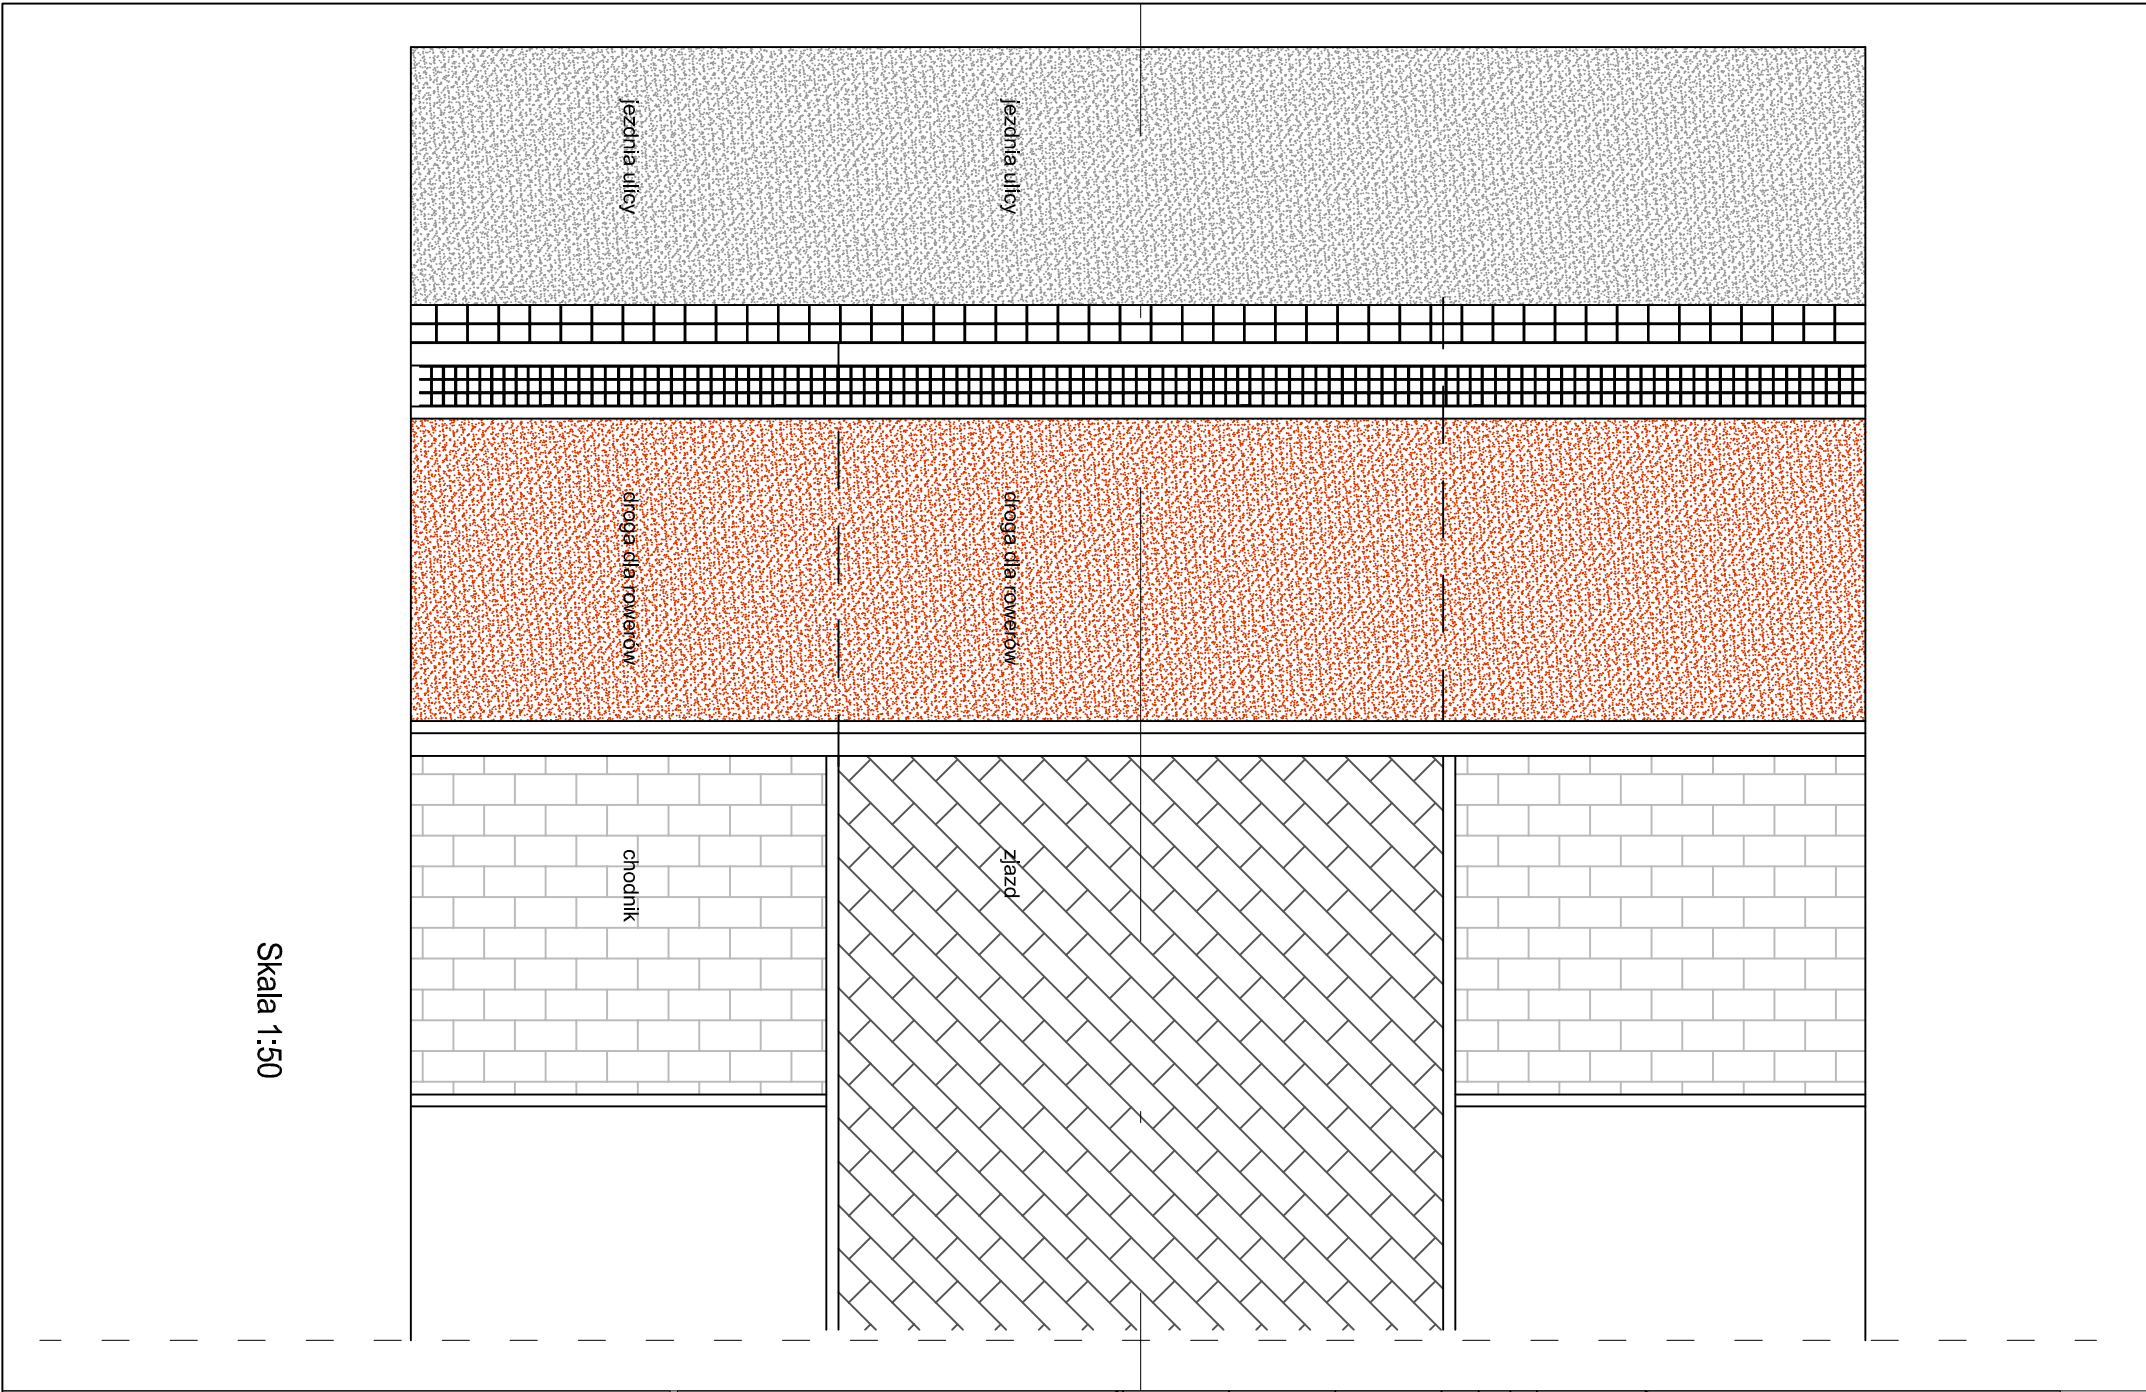 jezdnia ulicy
droga dla rowerów
zjazd
jezdnia ulicy
droga dla rowerów
chodnik
Skala 1:50